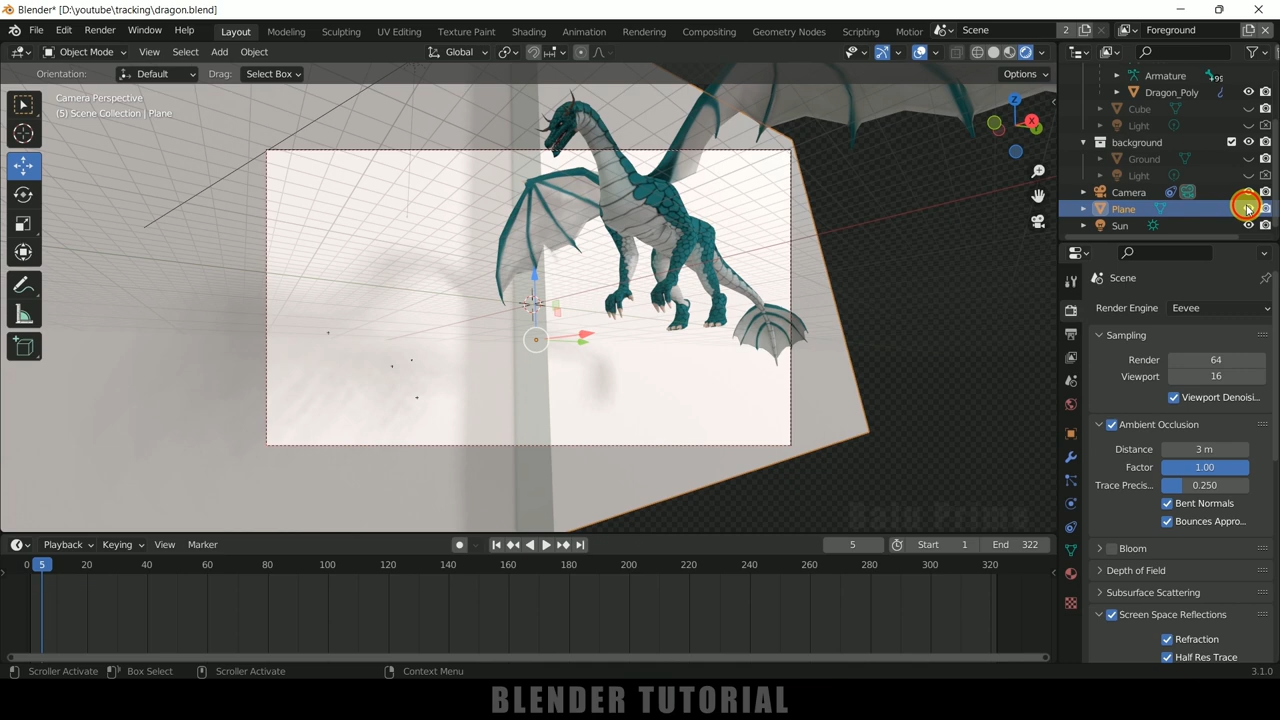 Blender* [D:\youtube\tracking\dragon.blend]
File Edit Render Window Help Layout Modeling Sculpting UV Editing Texture Paint Shading Animation Rendering Compositing Geometry Nodes Scripting Motior Scene 2 Foreground
Object Mode View Select Add Object Global
Orientation: Default Drag: Select Box Options
Camera Perspective
(5) Scene Collection | Plane
Z
X
Y
Armature 95
Dragon_Poly
Cube
Light
background
Ground
Light
Camera
Plane
Sun
Scene
Render Engine Eevee
Sampling
Render 64
Viewport 16
Viewport Denoisi...
Ambient Occlusion
Distance 3 m
Factor 1.00
Trace Precis... 0.250
Bent Normals
Bounces Appro...
Bloom
Depth of Field
Subsurface Scattering
Screen Space Reflections
Refraction
Half Res Trace
Playback Keying View Marker 5 Start 1 End 322
0 5 20 40 60 80 100 120 140 160 180 200 220 240 260 280 300 320
Scroller Activate Box Select Scroller Activate Context Menu 3.1.0
BLENDER TUTORIAL